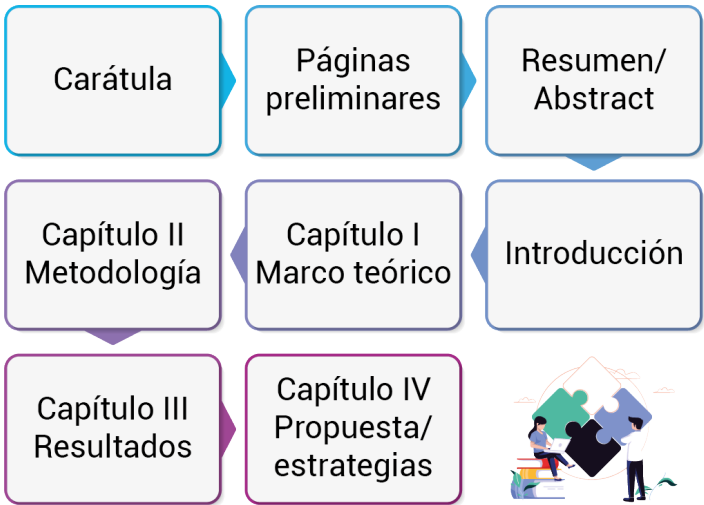 Carátula
Páginas
preliminares
Resumen/
Abstract
Introducción
Capítulo I
Marco teórico
Capítulo II
Metodología
Capítulo III
Resultados
Capítulo IV
Propuesta/
estrategias